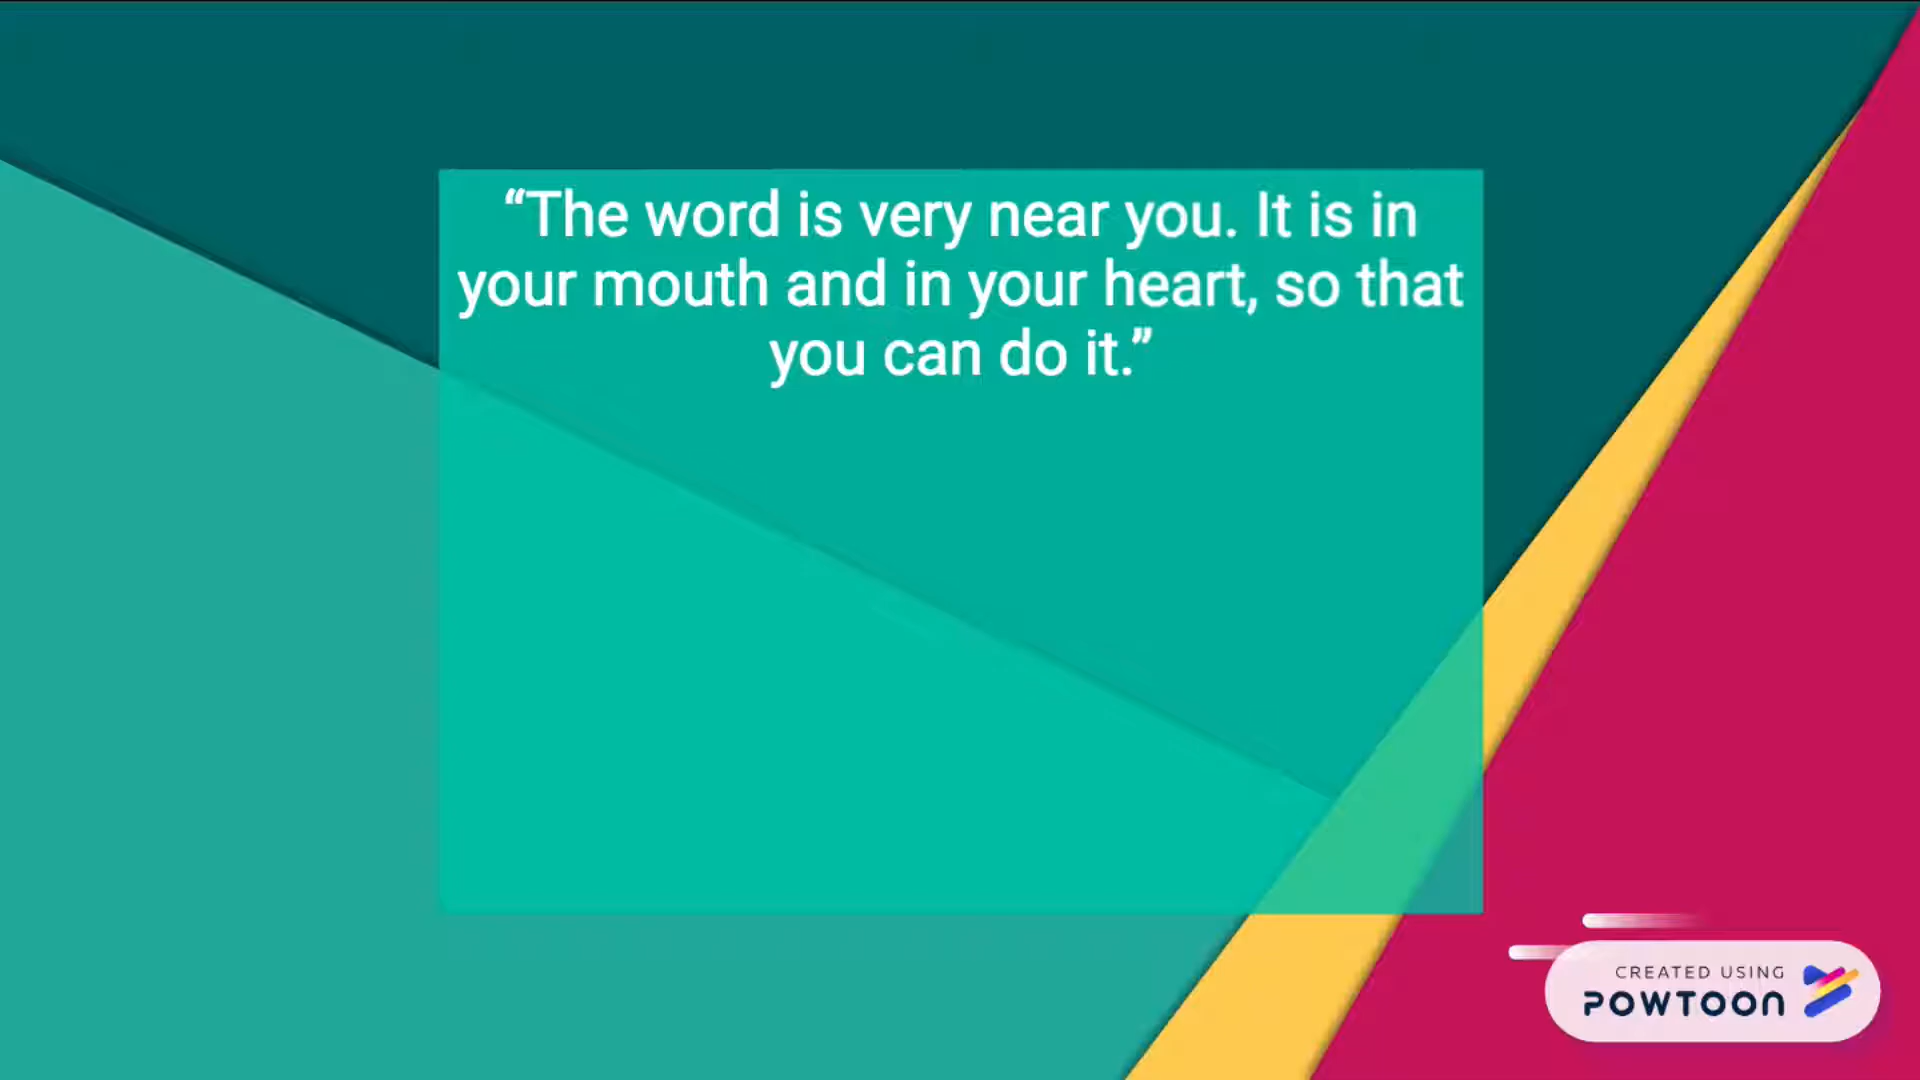 “The word is very near you. It is in
your mouth and in your heart, so that
you can do it.”
CREATED USING
POWTOON